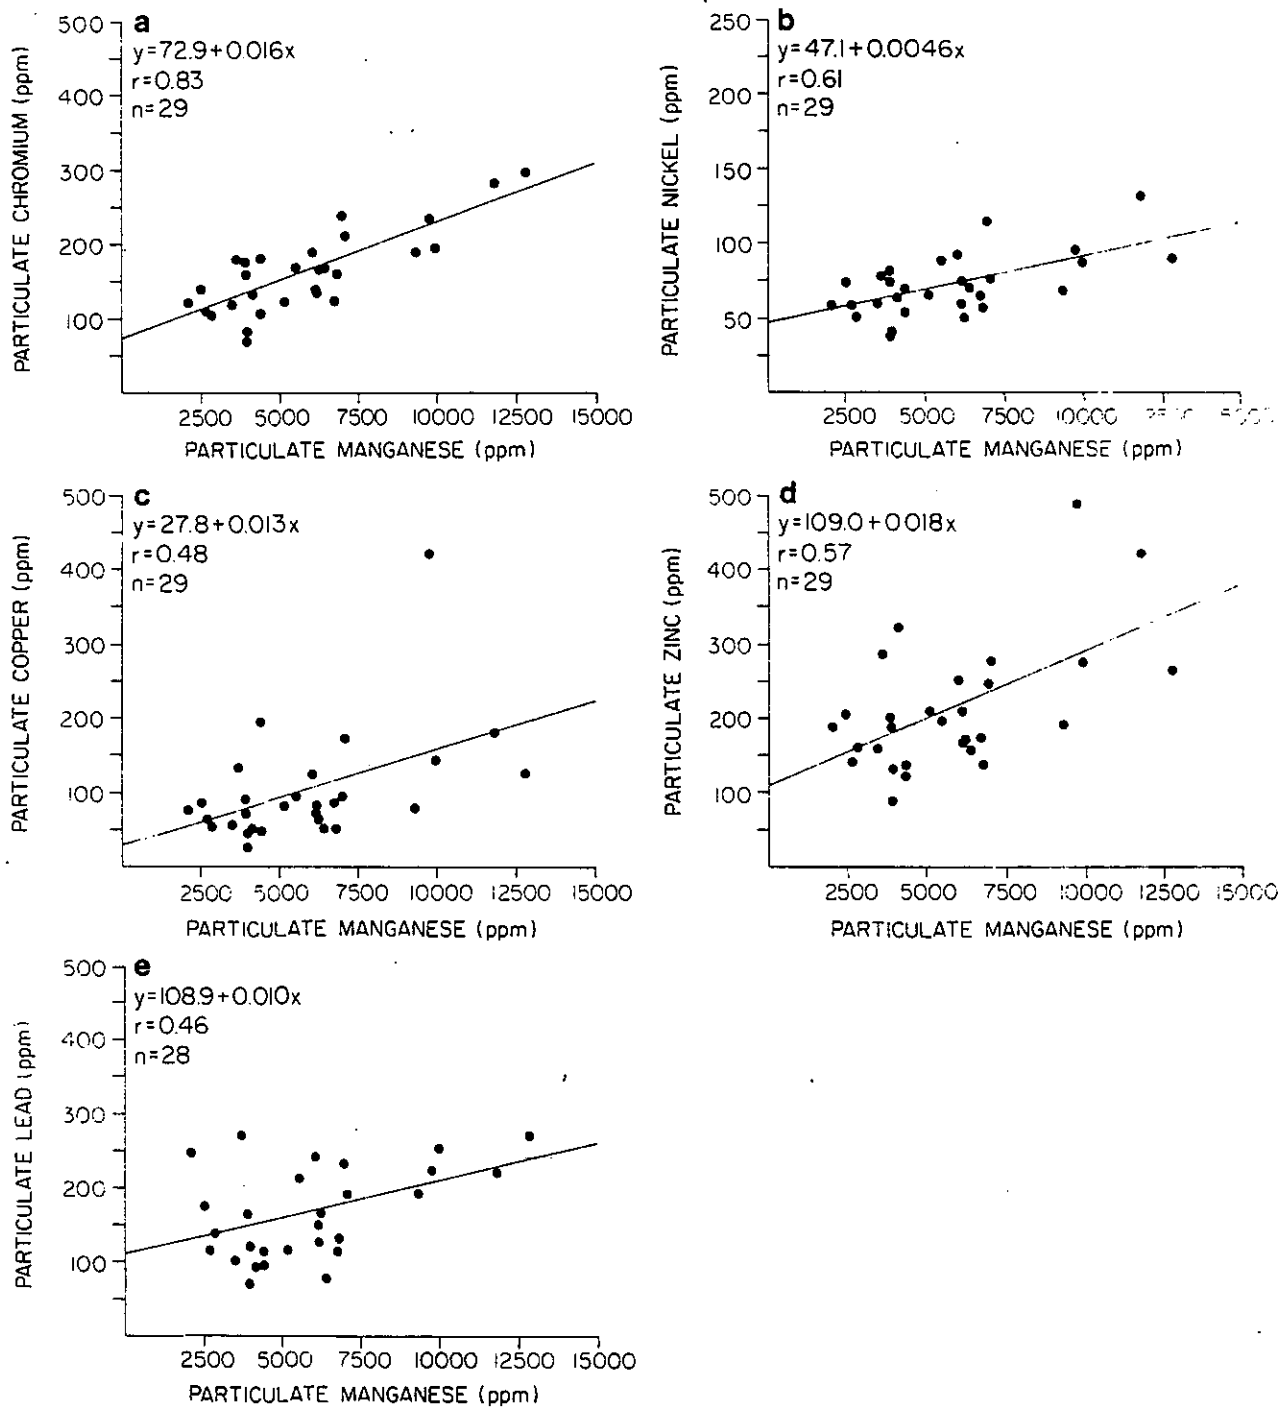 a
y=72.9+0.016x
r=0.83
n=29
500
400
300
200
100
PARTICULATE CHROMIUM (ppm)
2500 5000 7500 10000 12500 15000
PARTICULATE MANGANESE (ppm)
b
y=47.1+0.0046x
r=0.61
n=29
250
200
150
100
50
PARTICULATE NICKEL (ppm)
2500 5000 7500 10000
PARTICULATE MANGANESE (ppm)
c
y=27.8+0.013x
r=0.48
n=29
500
400
300
200
100
PARTICULATE COPPER (ppm)
2500 5000 7500 10000 12500 15000
PARTICULATE MANGANESE (ppm)
d
y=109.0+0018x
r=0.57
n=29
500
400
300
200
100
PARTICULATE ZINC (ppm)
2500 5000 7500 10000 12500 15000
PARTICULATE MANGANESE (ppm)
e
y=108.9+0.010x
r=0.46
n=28
500
400
300
200
100
PARTICULATE LEAD (ppm)
2500 5000 7500 10000 12500 15000
PARTICULATE MANGANESE (ppm)